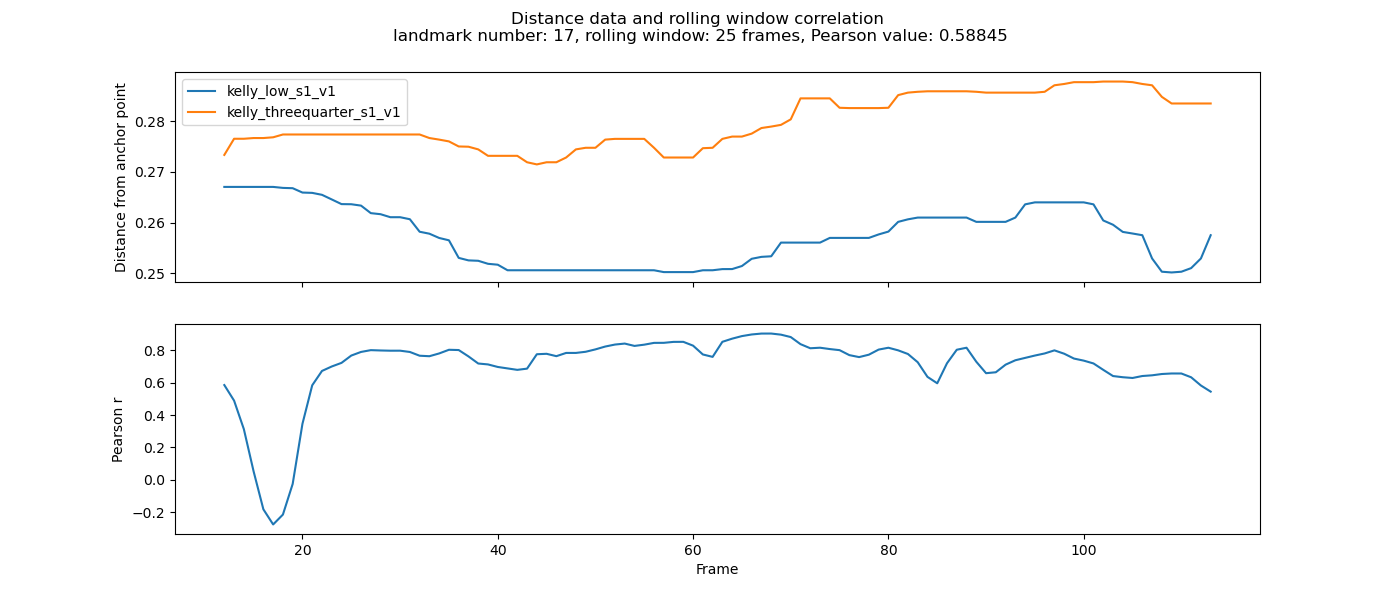 Distance data and rolling window correlation
landmark number: 17, rolling window: 25 frames, Pearson value: 0.58845
kelly_low_s1_v1
kelly_threequarter_s1_v1
Distance from anchor point
0.28
0.27
0.26
0.25
Pearson r
0.8
0.6
0.4
0.2
0.0
−0.2
20 40 60 80 100
Frame